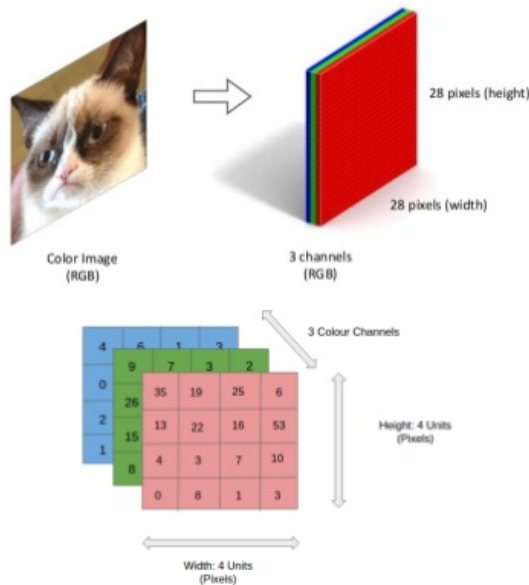 28 pixels (height)
28 pixels (width)
Color Image
(RGB)
3 channels
(RGB)
3 Colour Channels
4 6 1 3
0
2
1
9 7 3 2
26
15
8
35 19 25 6
13 22 16 53
4 3 7 10
0 8 1 3
Height: 4 Units
(Pixels)
Width: 4 Units
(Pixels)